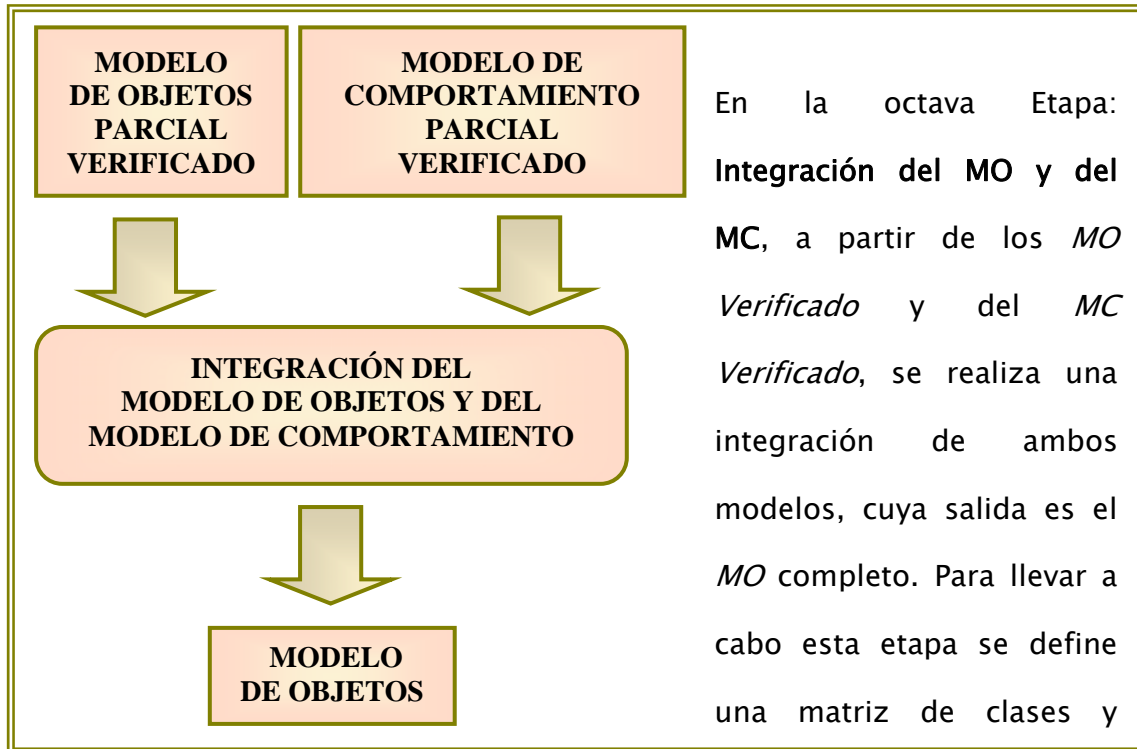 MODELO
DE OBJETOS
PARCIAL
VERIFICADO
MODELO DE
COMPORTAMIENTO
PARCIAL
VERIFICADO
INTEGRACIÓN DEL
MODELO DE OBJETOS Y DEL
MODELO DE COMPORTAMIENTO
MODELO
DE OBJETOS
En la octava Etapa:
Integración del MO y del
MC, a partir de los MO
Verificado y del MC
Verificado, se realiza una
integración de ambos
modelos, cuya salida es el
MO completo. Para llevar a
cabo esta etapa se define
una matriz de clases y